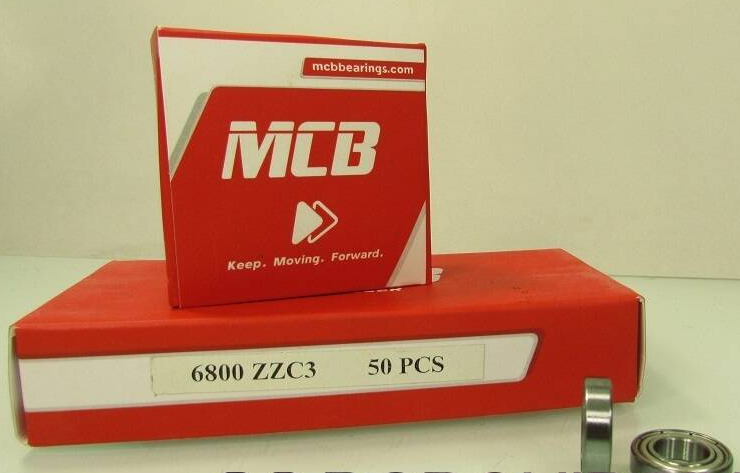 mcbbearings.com
MCB
Keep. Moving. Forward.
6800 ZZC3 50 PCS